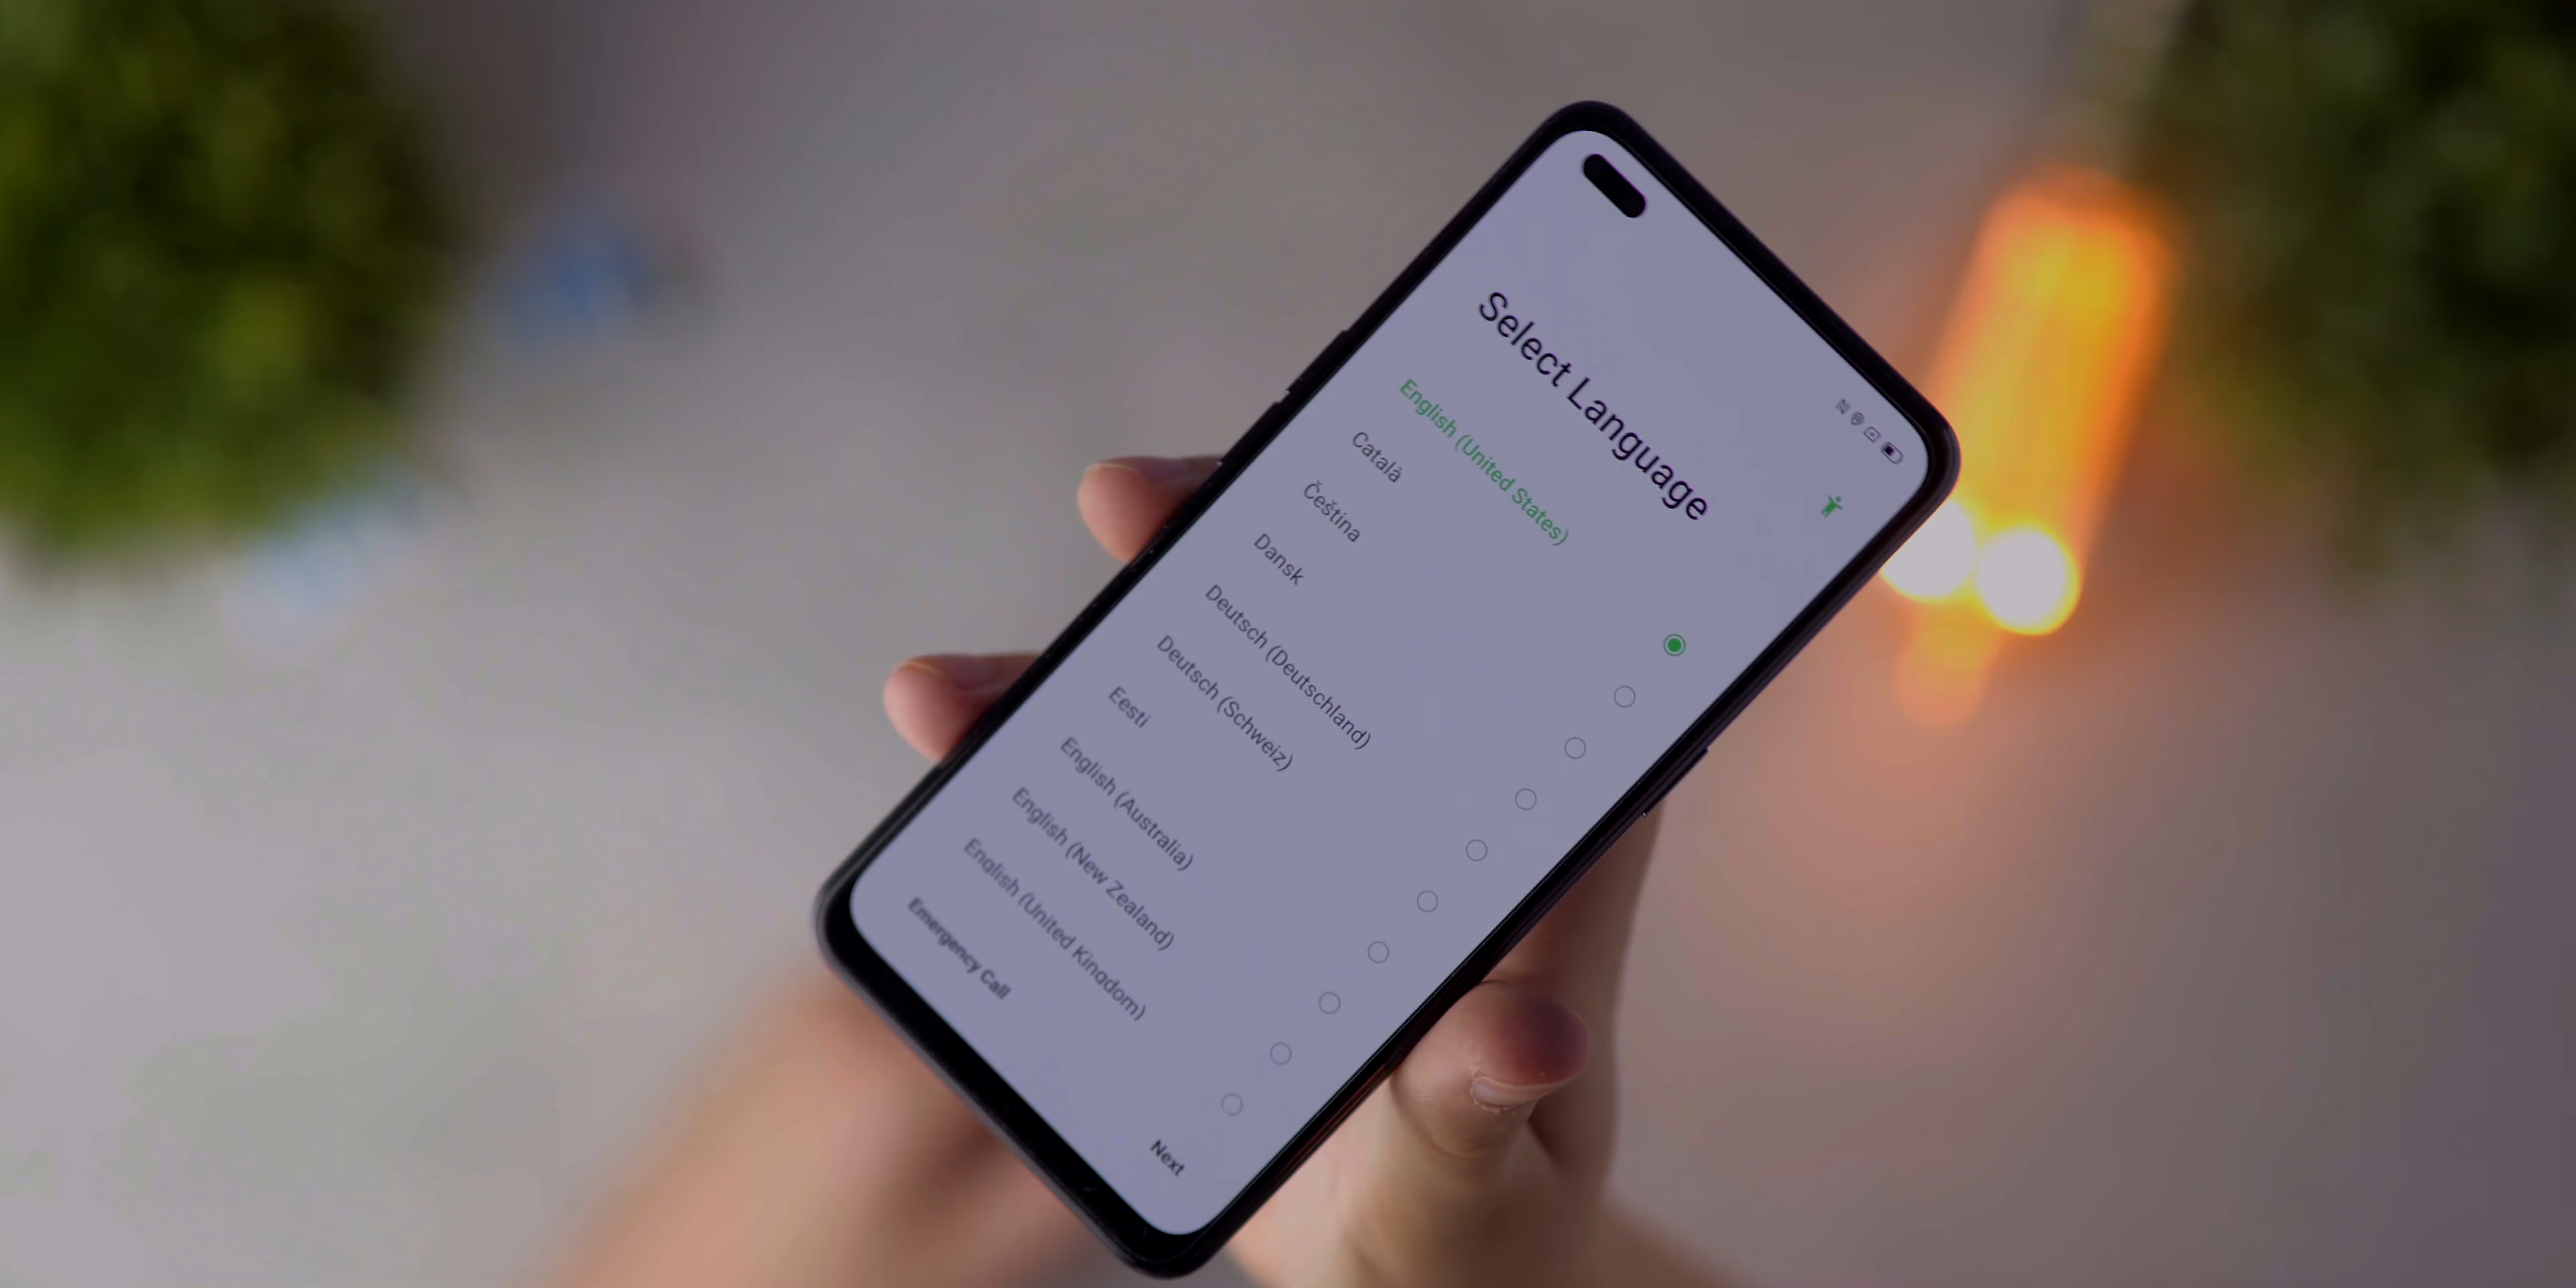 Select Language
English (United States)
Català
Čeština
Dansk
Deutsch (Deutschland)
Deutsch (Schweiz)
Eesti
English (Australia)
English (New Zealand)
English (United Kingdom)
Emergency Call
Next